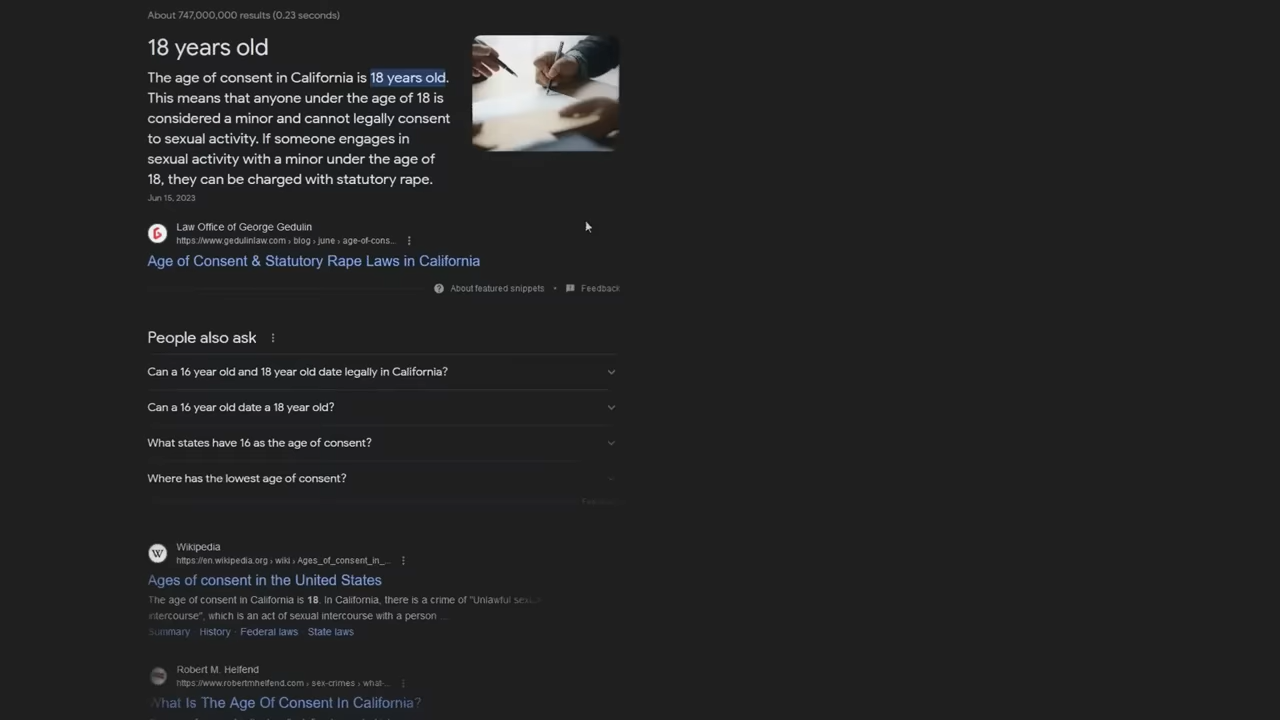 About 747,000,000 results (0.23 seconds)
18 years old
The age of consent in California is 18 years old.
This means that anyone under the age of 18 is
considered a minor and cannot legally consent
to sexual activity. If someone engages in
sexual activity with a minor under the age of
18, they can be charged with statutory rape.
Jun 15, 2023
Law Office of George Gedulin
https://www.gedulinlaw.com › blog › june › age-of-cons...
Age of Consent & Statutory Rape Laws in California
About featured snippets • Feedback
People also ask
Can a 16 year old and 18 year old date legally in California?
Can a 16 year old date a 18 year old?
What states have 16 as the age of consent?
Where has the lowest age of consent?
W
Wikipedia
https://en.wikipedia.org › wiki › Ages_of_consent_in_...
Ages of consent in the United States
The age of consent in California is 18. In California, there is a crime of "Unlawful
intercourse", which is an act of sexual intercourse with a person ...
Summary · History · Federal laws · State laws
Robert M. Helfend
https://www.robertmhelfend.com › sex-crimes › what-...
What Is The Age Of Consent In California?